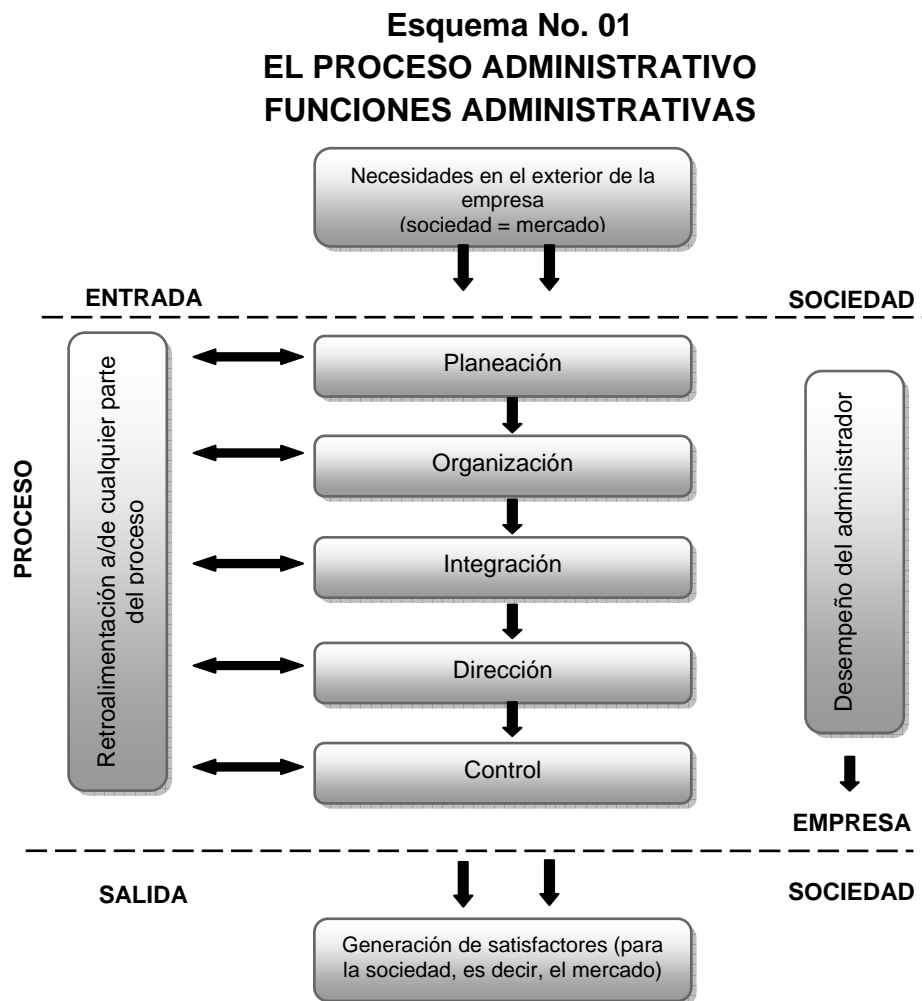 Esquema No. 01
EL PROCESO ADMINISTRATIVO
FUNCIONES ADMINISTRATIVAS
Necesidades en el exterior de la
empresa
(sociedad = mercado)
ENTRADA
SOCIEDAD
PROCESO
Retroalimentación a/de cualquier parte
del proceso
Planeación
Organización
Integración
Dirección
Control
Desempeño del administrador
EMPRESA
SALIDA
SOCIEDAD
Generación de satisfactores (para
la sociedad, es decir, el mercado)